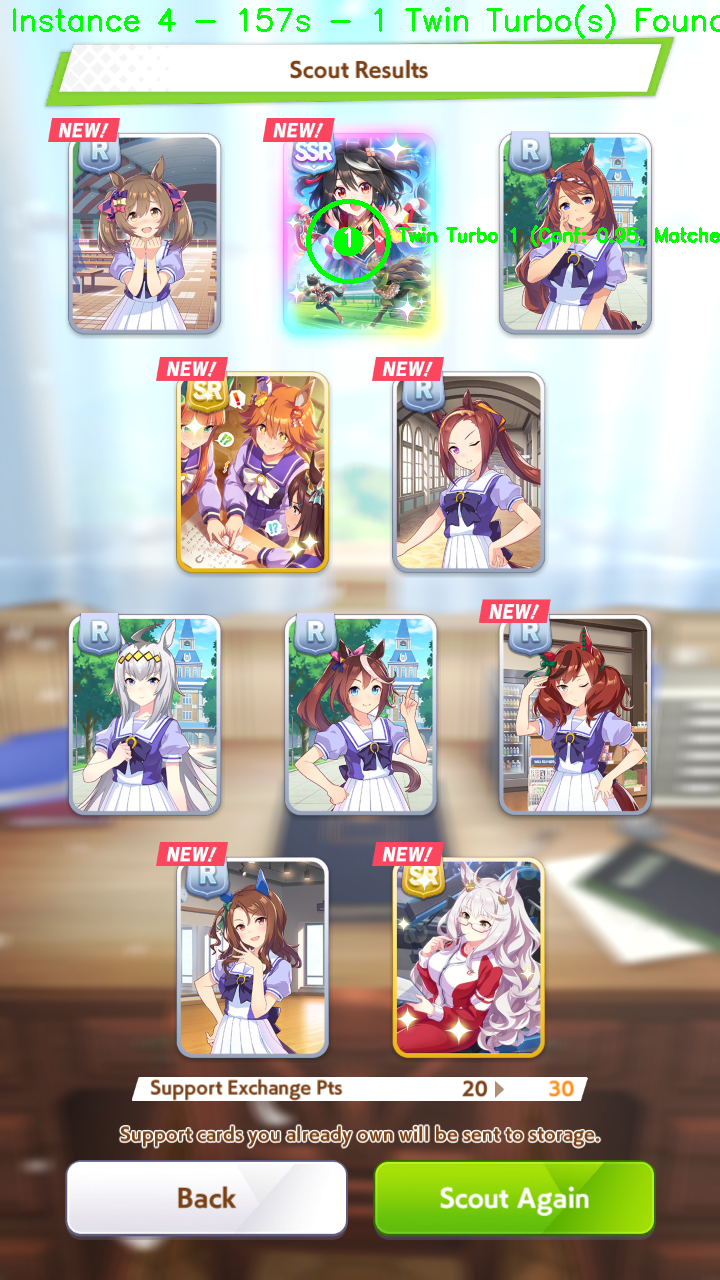 Instance 4 - 157s - 1 Twin Turbo(s) Found
Scout Results
NEW! NEW!
R SSR R
1 Twin Turbo 1 (Conf: 0.95, Matche
NEW! NEW!
SR R
! !? !?
NEW!
R R R
NEW! NEW!
R SR
Support Exchange Pts 20 30
Support cards you already own will be sent to storage.
Back Scout Again